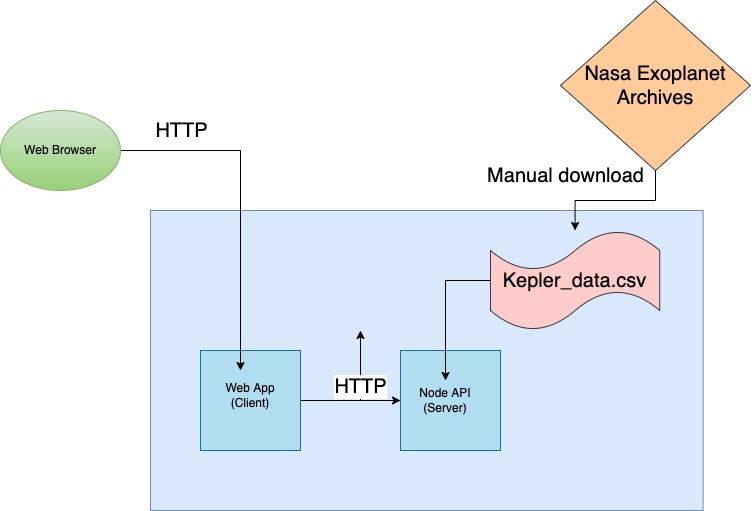 Nasa Exoplanet
Archives
HTTP
Web Browser
Manual download
Kepler_data.csv
Web App
(Client)
HTTP
Node API
(Server)